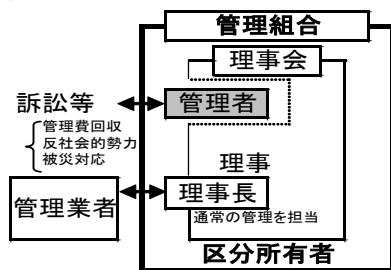 管理組合
理事会
訴訟等
管理者
管理費回収
反社会的勢力
被災対応
理事
管理業者
理事長
通常の管理を担当
区分所有者